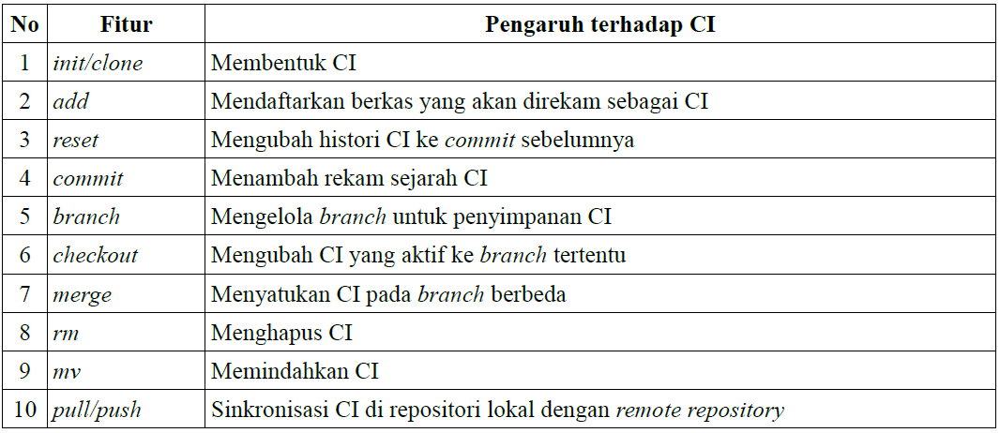 No Fitur Pengaruh terhadap CI
1 init/clone Membentuk CI
2 add Mendaftarkan berkas yang akan direkam sebagai CI
3 reset Mengubah histori CI ke commit sebelumnya
4 commit Menambah rekam sejarah CI
5 branch Mengelola branch untuk penyimpanan CI
6 checkout Mengubah CI yang aktif ke branch tertentu
7 merge Menyatukan CI pada branch berbeda
8 rm Menghapus CI
9 mv Memindahkan CI
10 pull/push Sinkronisasi CI di repositori lokal dengan remote repository